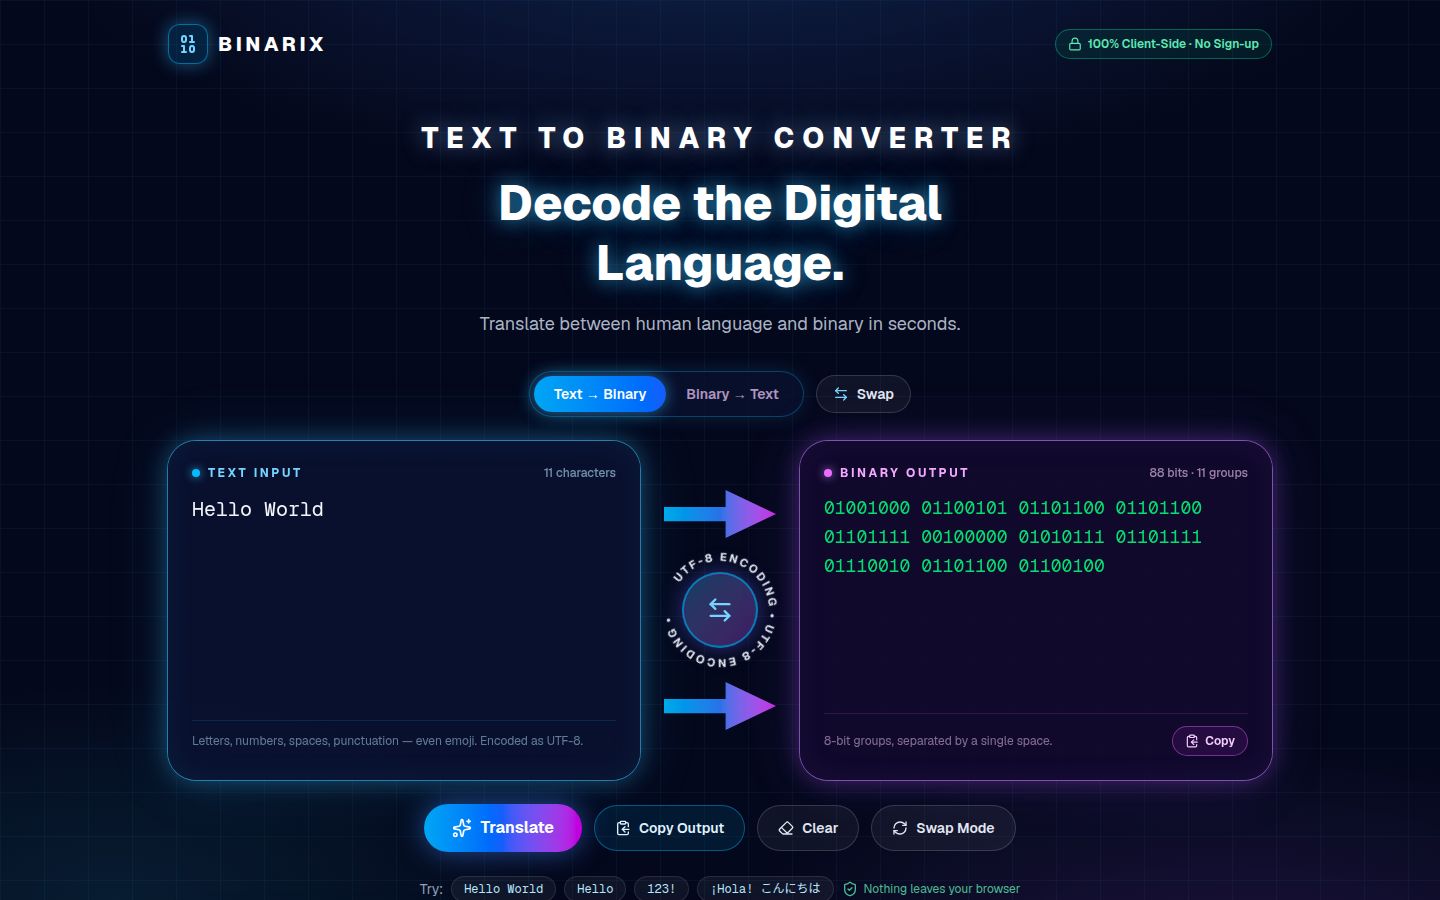 01
10
BINARIX
100% Client-Side · No Sign-up
TEXT TO BINARY CONVERTER
Decode the Digital
Language.
Translate between human language and binary in seconds.
Text → Binary
Binary → Text
Swap
TEXT INPUT
11 characters
Hello World
Letters, numbers, spaces, punctuation — even emoji. Encoded as UTF-8.
UTF-8 ENCODING • UTF-8 ENCODING •
BINARY OUTPUT
88 bits · 11 groups
01001000 01100101 01101100 01101100
01101111 00100000 01010111 01101111
01110010 01101100 01100100
8-bit groups, separated by a single space.
Copy
Translate
Copy Output
Clear
Swap Mode
Try:
Hello World
Hello
123!
¡Hola! こんにちは
Nothing leaves your browser